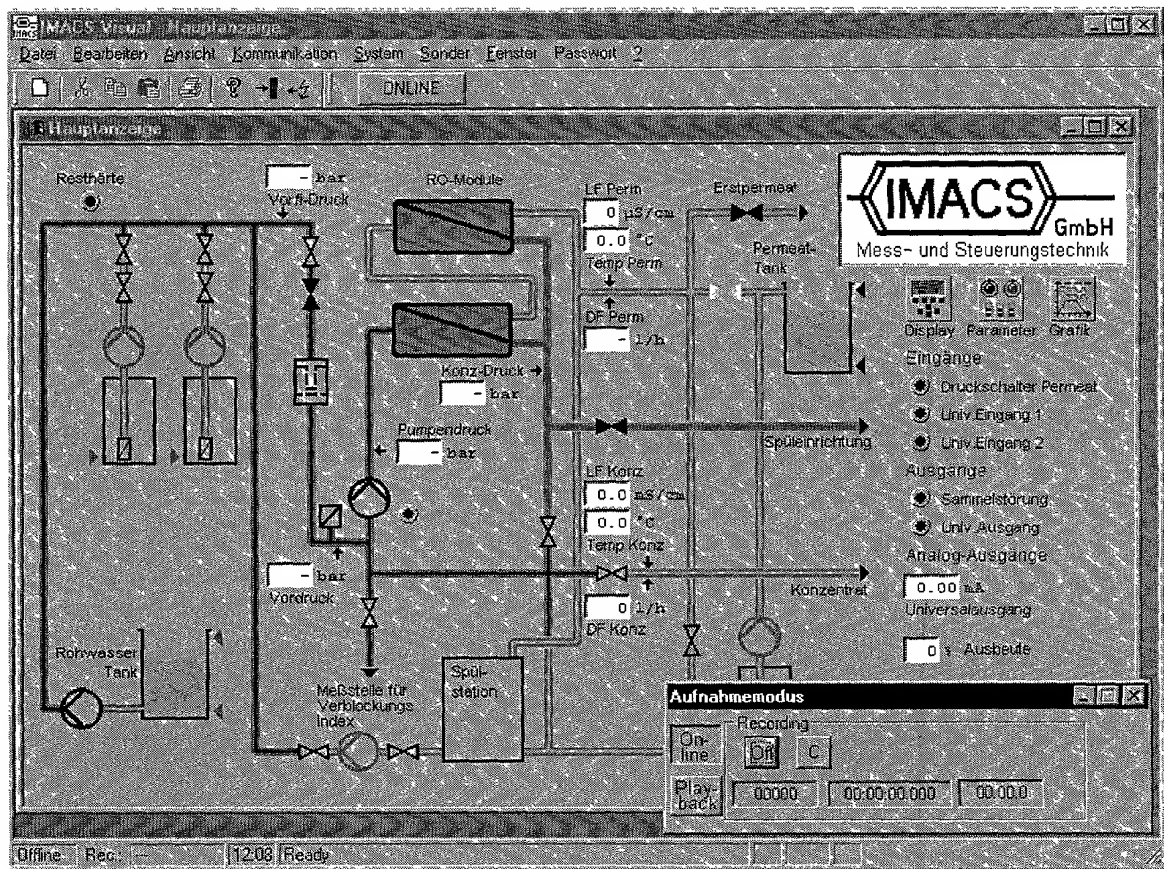 IMACS Visual - Hauptanzeige
Datei Bearbeiten Ansicht Kommunikation System Sonder Fenster Passwort ?
ONLINE
Hauptanzeige
Resthärte
- bar
Vorfi-Druck
RO-Module
LF Perm
0 µS/cm
0.0 °C
Temp Perm
DF Perm
- l/h
Erstpermeat
Permeat-
Tank
IMACS
GmbH
Mess- und Steuerungstechnik
Display Parameter Grafik
Eingänge
Druckschalter Permeat
Univ.Eingang 1
Univ.Eingang 2
Ausgänge
Sammelstörung
Univ.Ausgang
Analog-Ausgänge
0.00 mA
Universalausgang
0 % Ausbeute
Konz-Druck
- bar
Pumpendruck
- bar
Spüleinrichtung
LF Konz
0.0 mS/cm
0.0 °C
Temp Konz
0 l/h
DF Konz
Konzentrat
- bar
Vordruck
Rohwasser
Tank
Meßstelle für
Verblockungs
Index
Spül-
station
Aufnahmemodus
On-
line
Recording
Off C
Play-
back
00000 00:00:00.000 00:00.0
Offline Rec.: --- 12:03 Ready